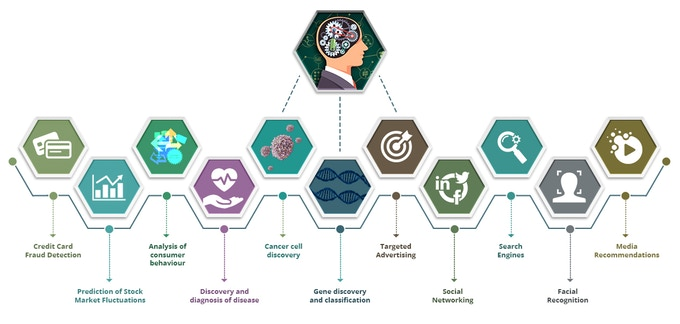 Credit Card
Fraud Detection
Prediction of Stock
Market Fluctuations
Analysis of
consumer
behaviour
Discovery and
diagnosis of disease
Cancer cell
discovery
Gene discovery
and classification
Targeted
Advertising
in
f
Social
Networking
Search
Engines
Facial
Recognition
Media
Recommendations